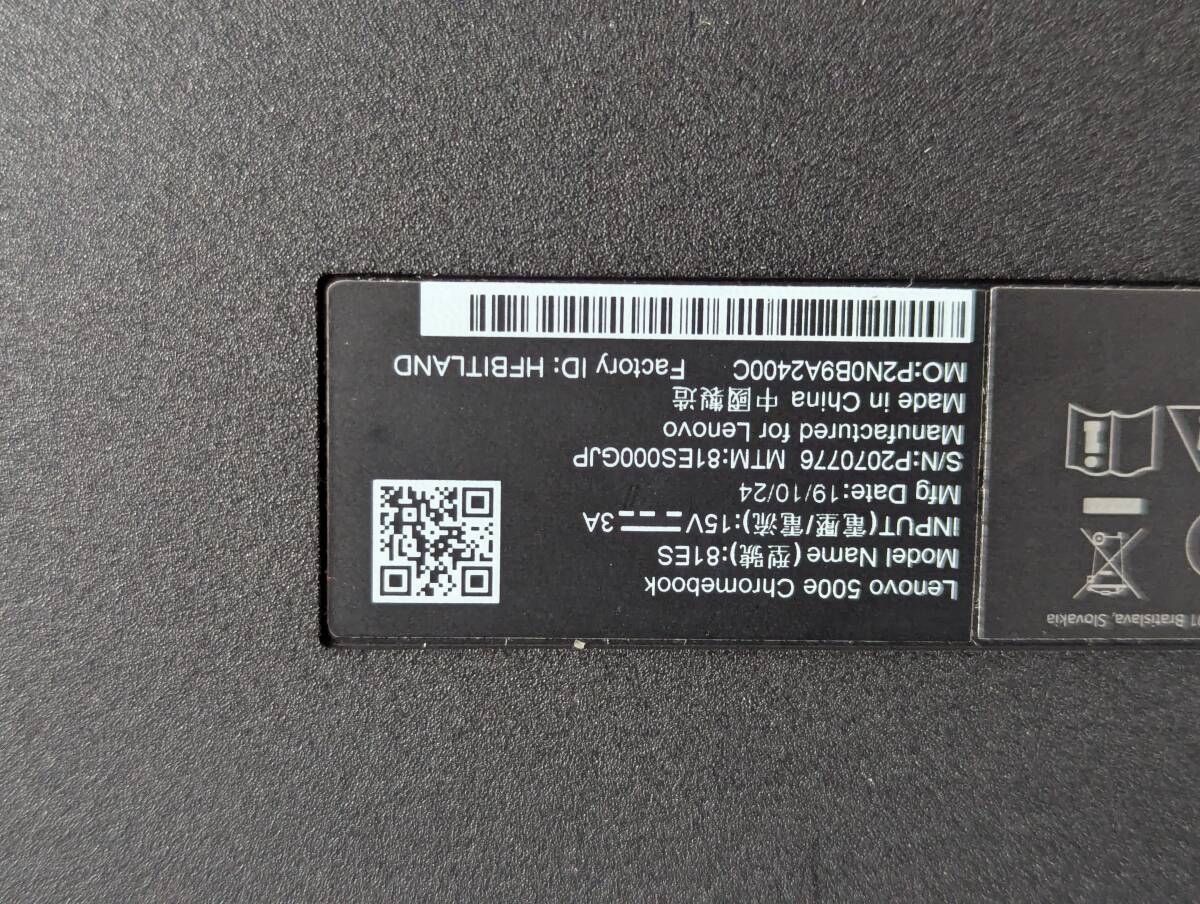 Lenovo 500e Chromebook
Model Name (型號):81ES
INPUT(電壓/電流):15V⎓3A
Mfg Date:19/10/24
S/N:P2070776 MTM:81ES000GJP
Manufactured for Lenovo
Made in China 中國製造
MO:P2N0B9A2400C Factory ID: HFBITLAND
01 Bratislava, Slovakia